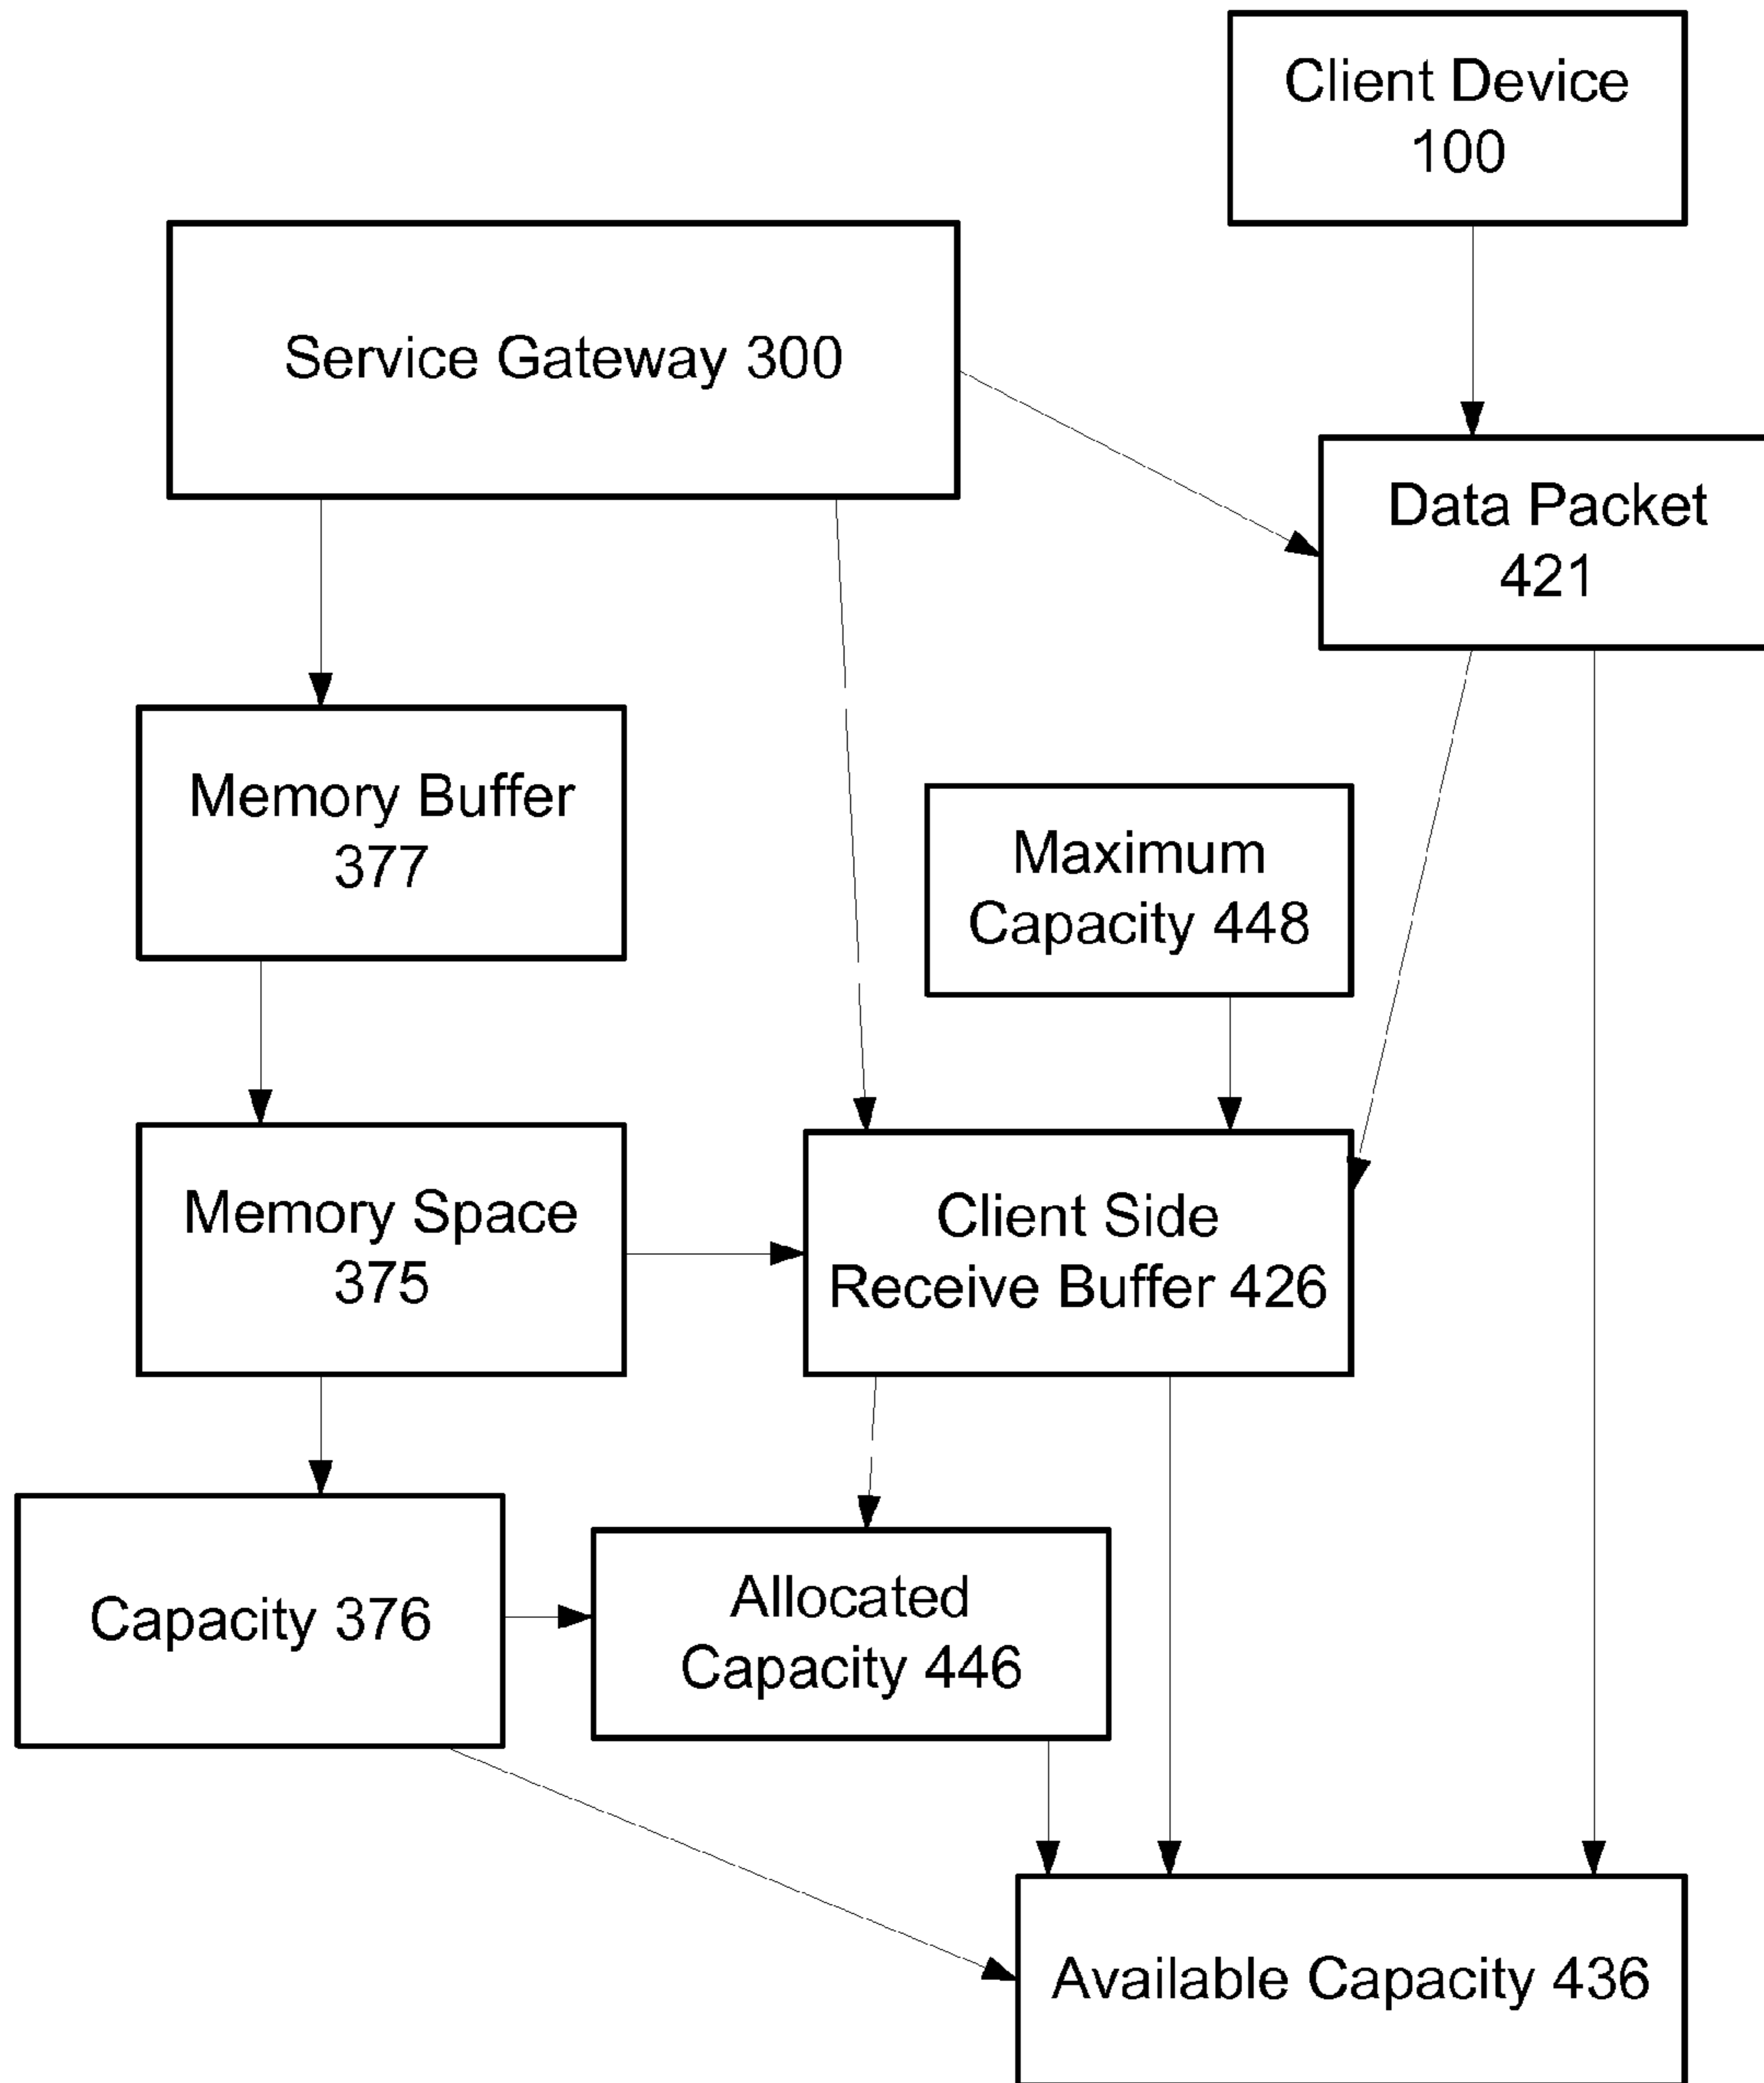 Client Device
100
Service Gateway 300
Data Packet
421
Memory Buffer
377
Maximum
Capacity 448
Memory Space
375
Client Side
Receive Buffer 426
Capacity 376
Allocated
Capacity 446
Available Capacity 436